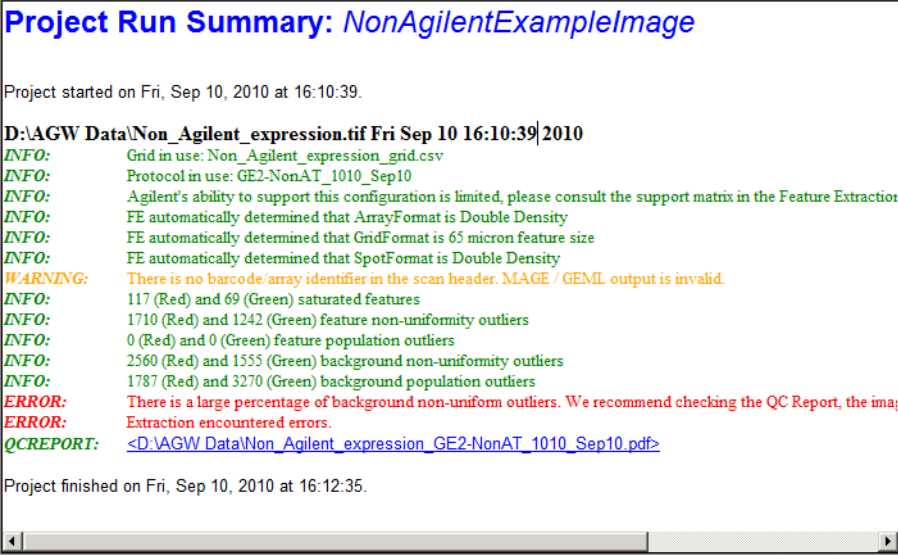 Project Run Summary: NonAgilentExampleImage
Project started on Fri, Sep 10, 2010 at 16:10:39.
D:\AGW Data\Non_Agilent_expression.tif Fri Sep 10 16:10:39 2010
INFO: Grid in use: Non_Agilent_expression_grid.csv
INFO: Protocol in use: GE2-NonAT_1010_Sep10
INFO: Agilent's ability to support this configuration is limited, please consult the support matrix in the Feature Extraction
INFO: FE automatically determined that ArrayFormat is Double Density
INFO: FE automatically determined that GridFormat is 65 micron feature size
INFO: FE automatically determined that SpotFormat is Double Density
WARNING: There is no barcode/array identifier in the scan header. MAGE / GEML output is invalid.
INFO: 117 (Red) and 69 (Green) saturated features
INFO: 1710 (Red) and 1242 (Green) feature non-uniformity outliers
INFO: 0 (Red) and 0 (Green) feature population outliers
INFO: 2560 (Red) and 1555 (Green) background non-uniformity outliers
INFO: 1787 (Red) and 3270 (Green) background population outliers
ERROR: There is a large percentage of background non-uniform outliers. We recommend checking the QC Report, the
ERROR: Extraction encountered errors.
QCREPORT: <D:\AGW Data\Non_Agilent_expression_GE2-NonAT_1010_Sep10.pdf>
Project finished on Fri, Sep 10, 2010 at 16:12:35.